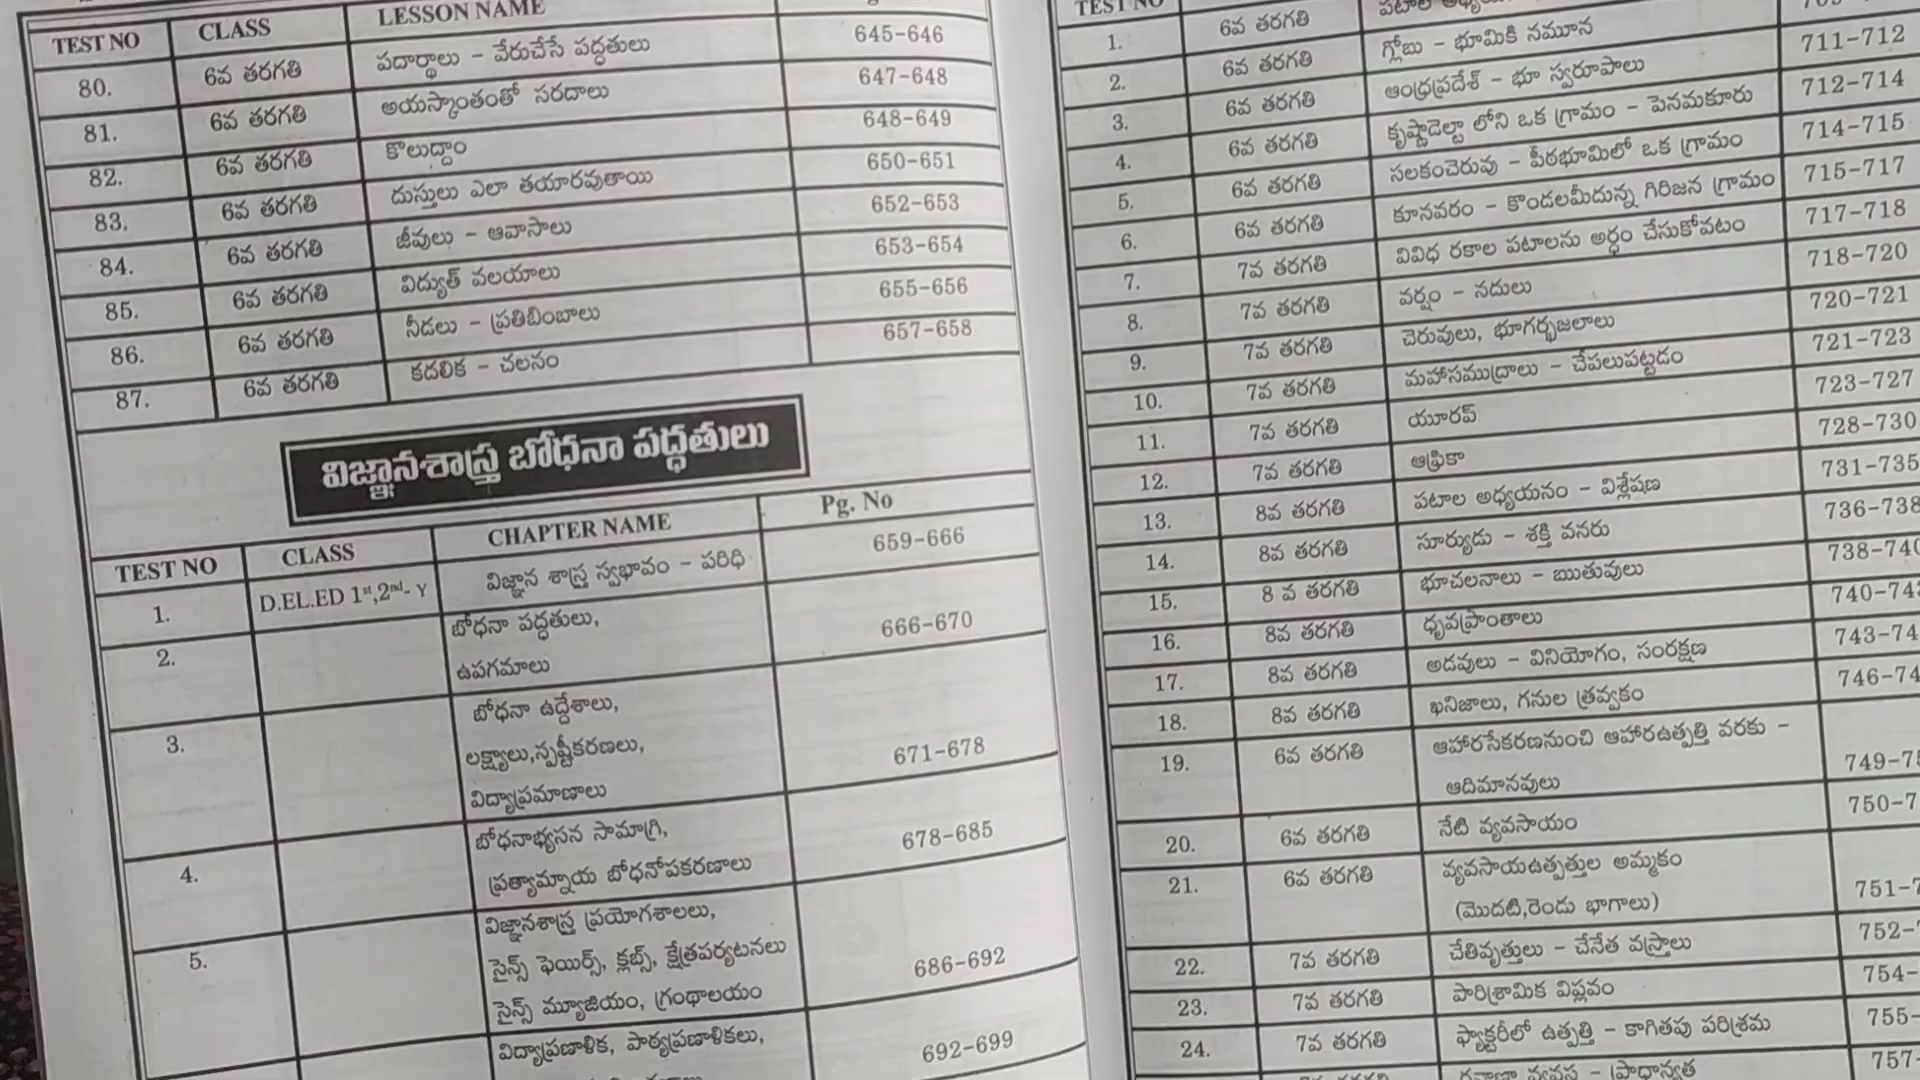 TEST NO CLASS LESSON NAME
80. 6వ తరగతి పదార్థాలు - వేరుచేసే పద్ధతులు 645-646
81. 6వ తరగతి అయస్కాంతంతో సరదాలు 647-648
82. 6వ తరగతి కొలుద్దాం 648-649
83. 6వ తరగతి దుస్తులు ఎలా తయారవుతాయి 650-651
84. 6వ తరగతి జీవులు - ఆవాసాలు 652-653
85. 6వ తరగతి విద్యుత్ వలయాలు 653-654
86. 6వ తరగతి నీడలు - ప్రతిబింబాలు 655-656
87. 6వ తరగతి కదలిక - చలనం 657-658
విజ్ఞానశాస్త్ర బోధనా పద్ధతులు
TEST NO CLASS CHAPTER NAME Pg. No
1. D.EL.ED 1st,2nd- Y విజ్ఞాన శాస్త్ర స్వభావం - పరిధి 659-666
2. బోధనా పద్ధతులు,
ఉపగమాలు 666-670
బోధనా ఉద్దేశాలు,
3. లక్ష్యాలు,స్పష్టీకరణలు,
విద్యాప్రమాణాలు 671-678
బోధనాభ్యసన సామాగ్రి,
4. ప్రత్యామ్నాయ బోధనోపకరణాలు 678-685
విజ్ఞానశాస్త్ర ప్రయోగశాలలు,
5. సైన్స్ ఫెయిర్స్, క్లబ్స్, క్షేత్రపర్యటనలు
సైన్స్ మ్యూజియం, గ్రంథాలయం 686-692
విద్యాప్రణాళిక, పాఠ్యప్రణాళికలు, 692-699
TEST NO
1. 6వ తరగతి
2. 6వ తరగతి గ్లోబు - భూమికి నమూన 711-712
3. 6వ తరగతి ఆంధ్రప్రదేశ్ - భూ స్వరూపాలు 712-714
4. 6వ తరగతి కృష్ణాడెల్టా లోని ఒక గ్రామం - పెనమకూరు 714-715
5. 6వ తరగతి సలకంచెరువు - పీఠభూమిలో ఒక గ్రామం 715-717
6. 6వ తరగతి కూనవరం - కొండలమీదున్న గిరిజన గ్రామం 717-718
7. 7వ తరగతి వివిధ రకాల పటాలను అర్థం చేసుకోవటం 718-720
8. 7వ తరగతి వర్షం - నదులు 720-721
9. 7వ తరగతి చెరువులు, భూగర్భజలాలు 721-723
10. 7వ తరగతి మహాసముద్రాలు - చేపలుపట్టడం 723-727
11. 7వ తరగతి యూరప్ 728-730
12. 7వ తరగతి ఆఫ్రికా 731-735
13. 8వ తరగతి పటాల అధ్యయనం - విశ్లేషణ 736-738
14. 8వ తరగతి సూర్యుడు - శక్తి వనరు
15. 8 వ తరగతి భూచలనాలు - ఋతువులు
16. 8వ తరగతి ధృవప్రాంతాలు
17. 8వ తరగతి అడవులు - వినియోగం, సంరక్షణ
18. 8వ తరగతి ఖనిజాలు, గనుల త్రవ్వకం
19. 6వ తరగతి ఆహారసేకరణనుంచి ఆహారఉత్పత్తి వరకు -
ఆదిమానవులు
20. 6వ తరగతి నేటి వ్యవసాయం
21. 6వ తరగతి వ్యవసాయఉత్పత్తుల అమ్మకం
(మొదటి,రెండు భాగాలు)
22. 7వ తరగతి చేతివృత్తులు - చేనేత వస్త్రాలు
23. 7వ తరగతి పారిశ్రామిక విప్లవం
24. 7వ తరగతి ఫ్యాక్టరీలో ఉత్పత్తి - కాగితపు పరిశ్రమ